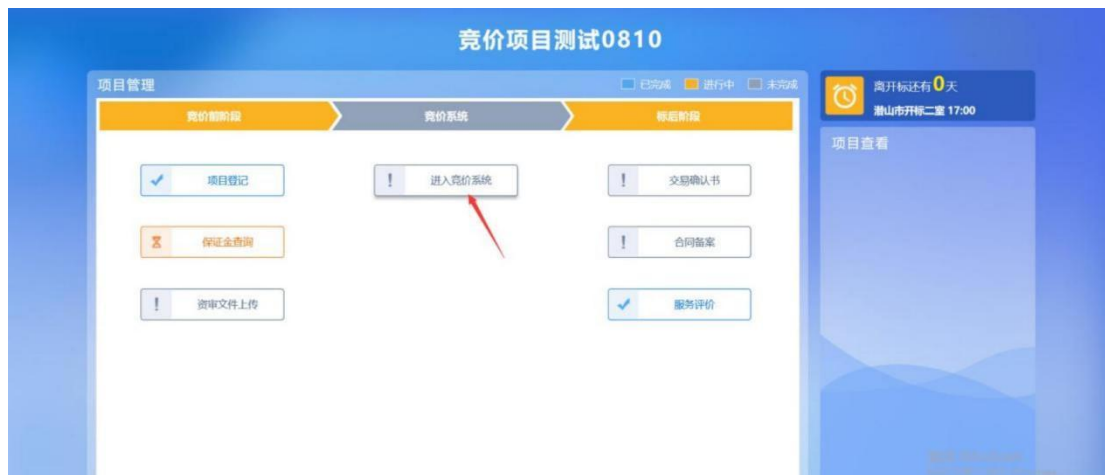 竞价项目测试0810
项目管理
已完成 进行中 未完成
竞价前阶段 竞价系统 标后阶段
项目登记 进入竞价系统 交易确认书
保证金查询 合同备案
资审文件上传 服务评价
离开标还有0天
潜山市开标二室 17:00
项目查看